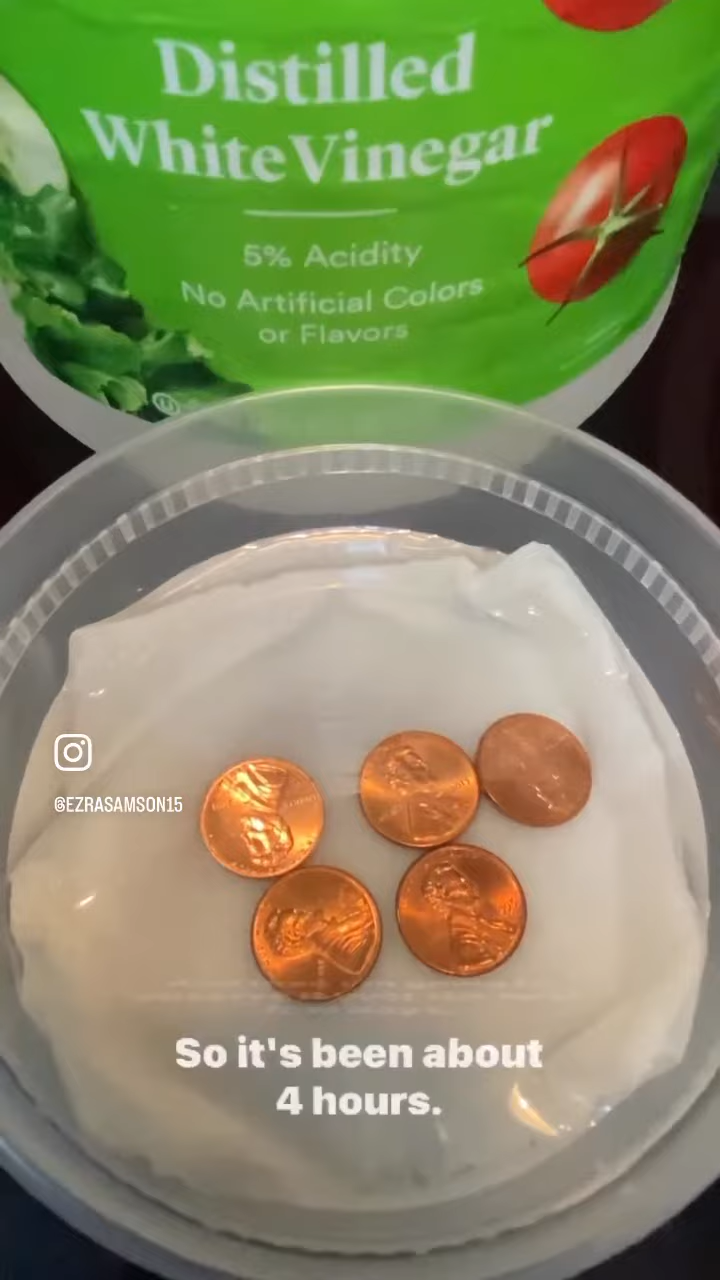 Distilled
White Vinegar
5% Acidity
No Artificial Colors
or Flavors
@EZRASAMSON15
So it's been about
4 hours.